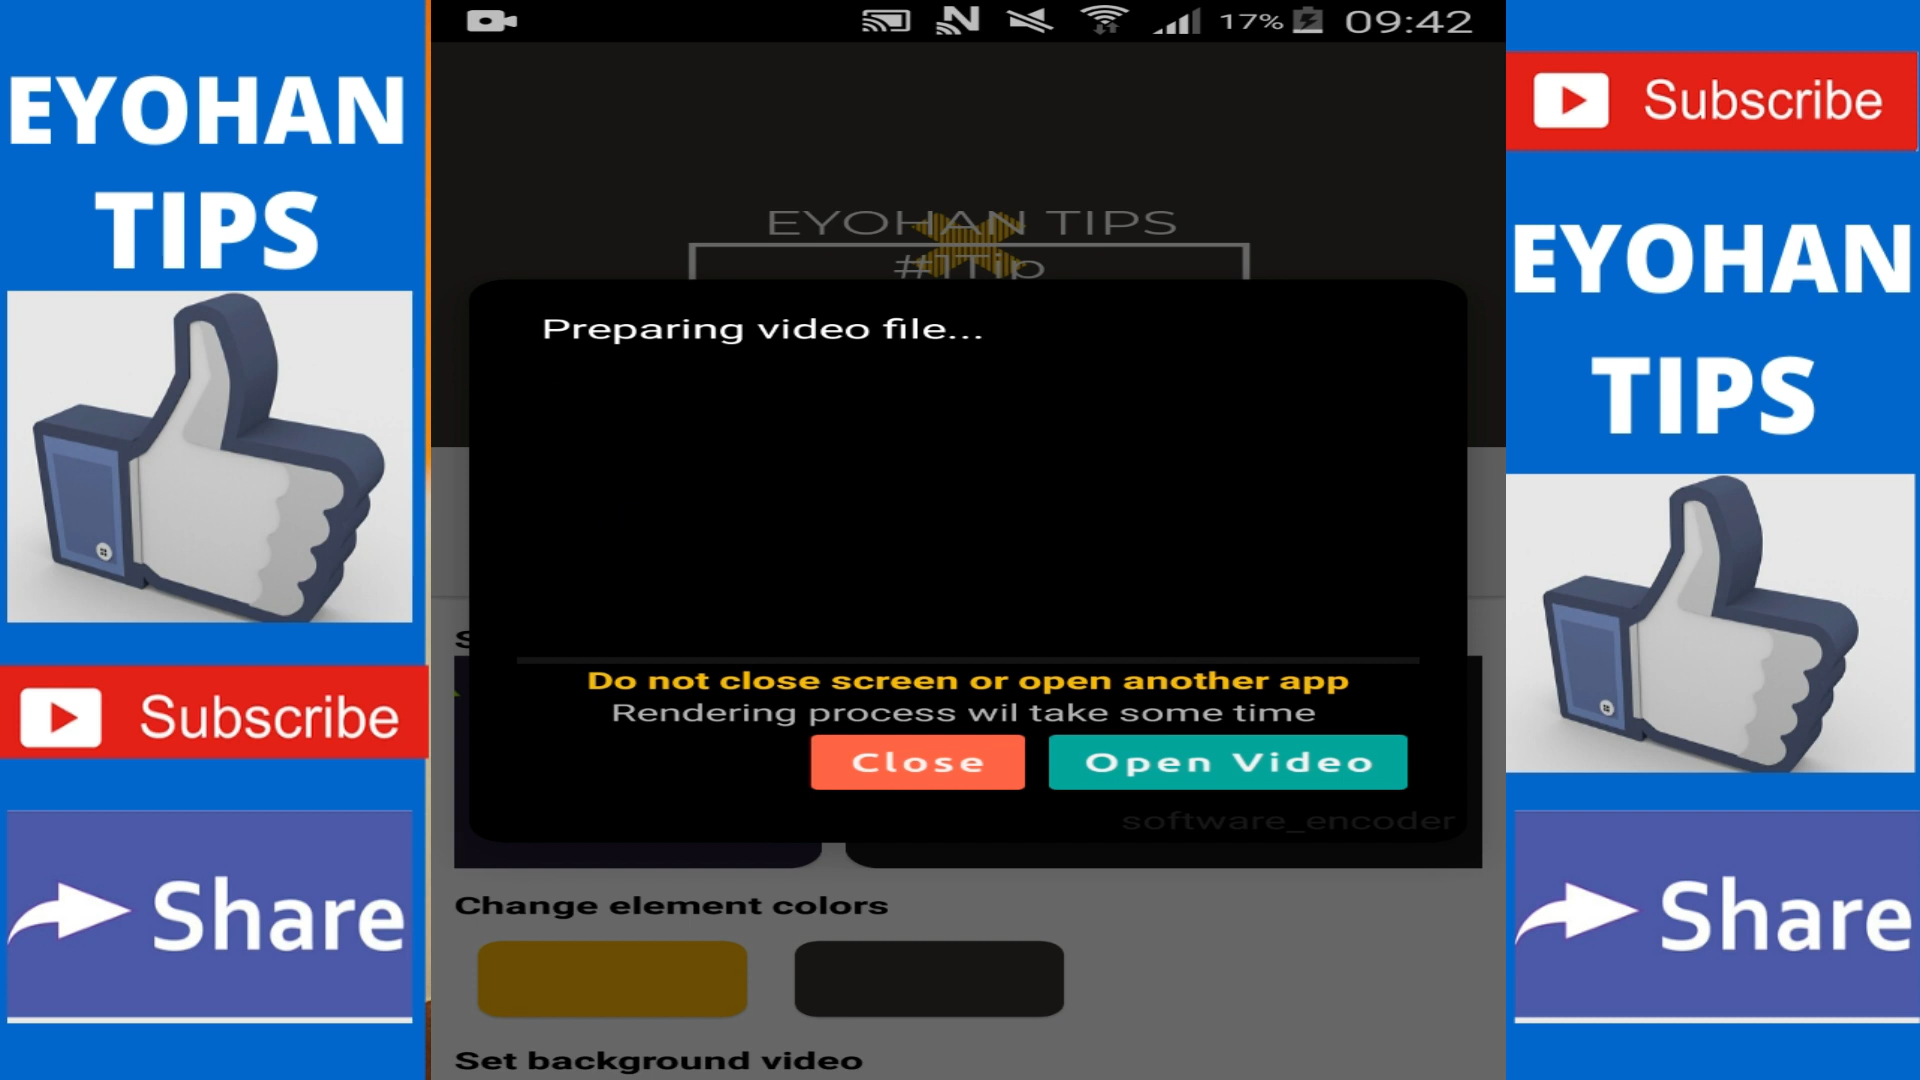 EYOHAN
TIPS
Subscribe
Share
17% 09:42
EYOHAN TIPS
#1Tip
Preparing video file...
Do not close screen or open another app
Rendering process wil take some time
Close
Open Video
software_encoder
Change element colors
Set background video
Subscribe
EYOHAN
TIPS
Share